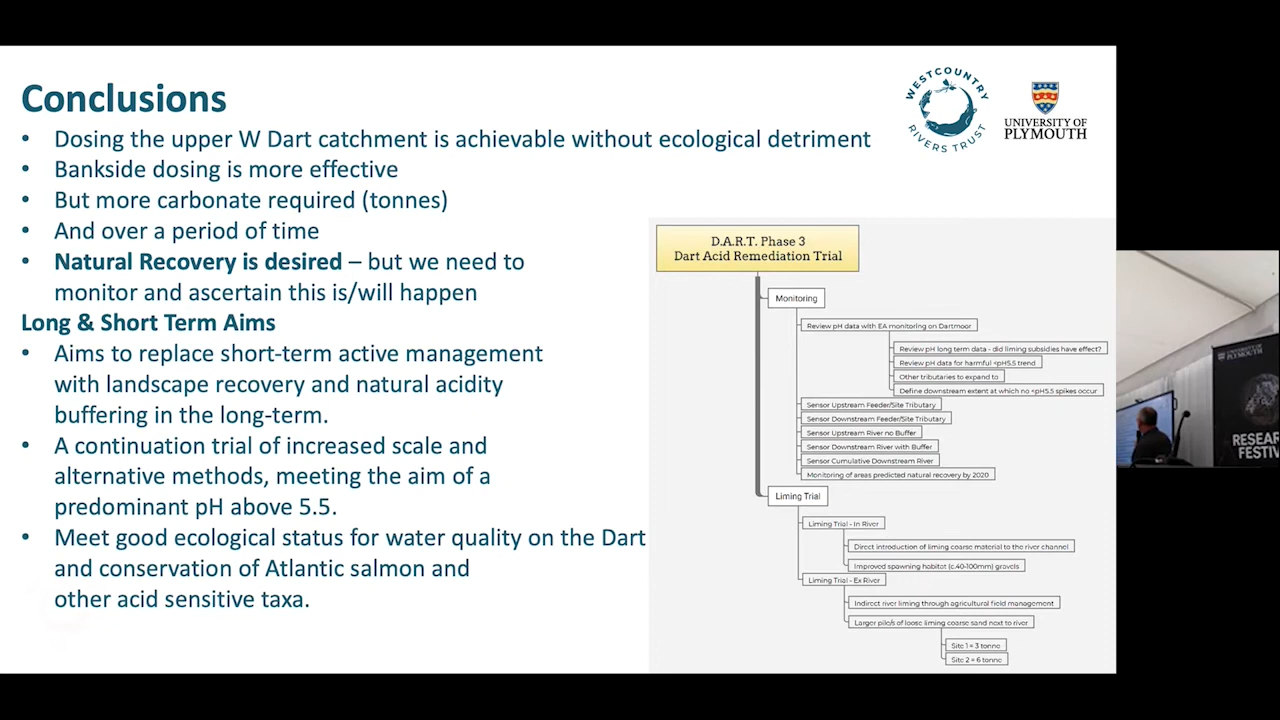 Conclusions
• Dosing the upper W Dart catchment is achievable without ecological detriment
• Bankside dosing is more effective
• But more carbonate required (tonnes)
• And over a period of time
• Natural Recovery is desired – but we need to
monitor and ascertain this is/will happen
Long & Short Term Aims
• Aims to replace short-term active management
with landscape recovery and natural acidity
buffering in the long-term.
• A continuation trial of increased scale and
alternative methods, meeting the aim of a
predominant pH above 5.5.
• Meet good ecological status for water quality on the Dart
and conservation of Atlantic salmon and
other acid sensitive taxa.
WESTCOUNTRY
RIVERS TRUST
UNIVERSITY OF
PLYMOUTH
D.A.R.T. Phase 3
Dart Acid Remediation Trial
Monitoring
Review pH data with EA monitoring on Dartmoor
Review pH long term data - did liming subsidies have effect?
Review pH data for harmful <pH5.5 trend
Other tributaries to expand to
Define downstream extent at which no <pH5.5 spikes occur
Sensor Upstream Feeder/Site Tributary
Sensor Downstream Feeder/Site Tributary
Sensor Upstream River no Buffer
Sensor Downstream River with Buffer
Sensor Cumulative Downstream River
Monitoring of areas predicted natural recovery by 2020
Liming Trial
Liming Trial - In River
Direct introduction of liming coarse material to the river channel
Improved spawning habitat (c.40-100mm) gravels
Liming Trial - Ex River
Indirect river liming through agricultural field management
Larger pile/s of loose liming coarse sand next to river
Site 1 = 3 tonne
Site 2 = 6 tonne
UNIVERSITY OF
PLYMOUTH
RESEAR
FESTIV